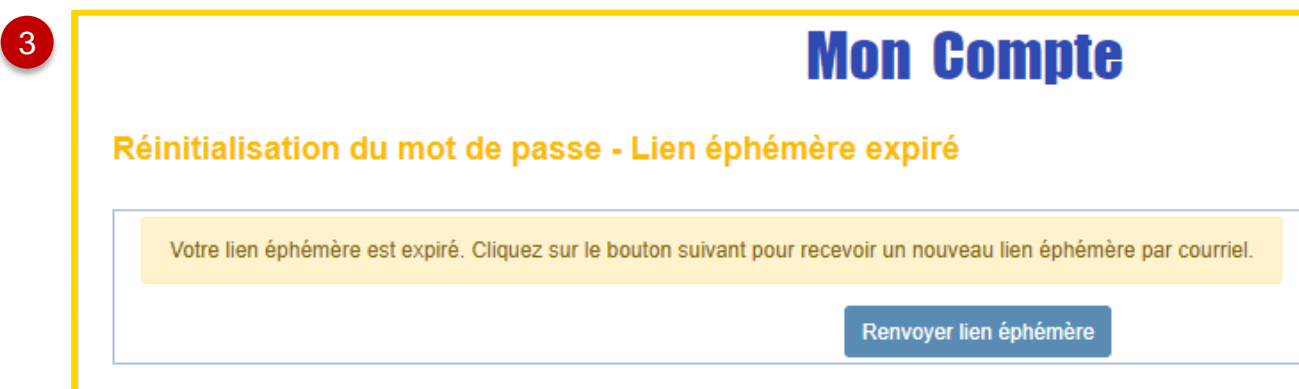 3
Mon Compte
Réinitialisation du mot de passe - Lien éphémère expiré
Votre lien éphémère est expiré. Cliquez sur le bouton suivant pour recevoir un nouveau lien éphémère par courriel.
Renvoyer lien éphémère